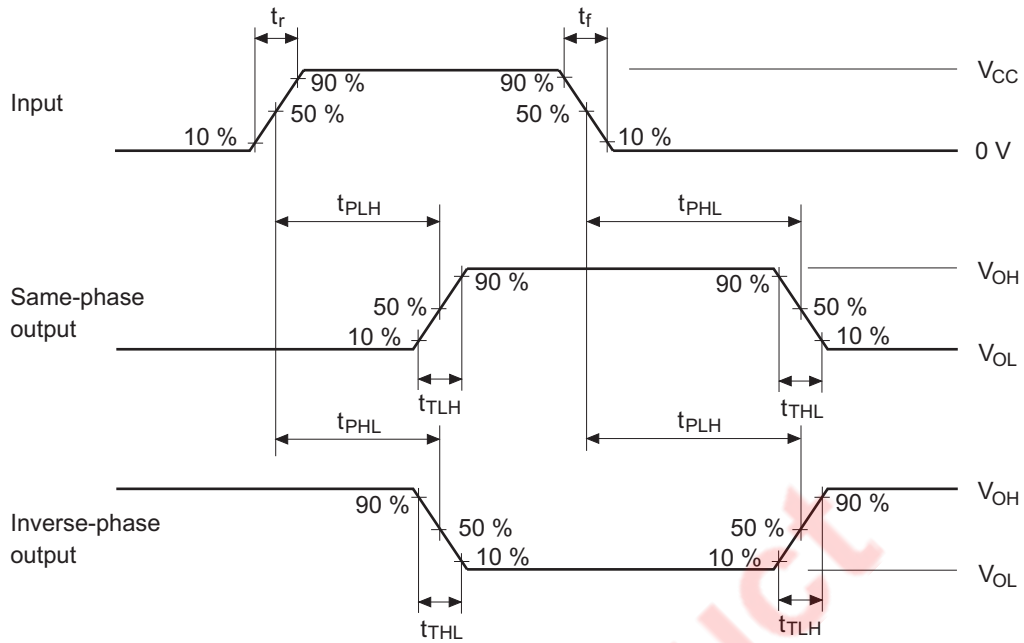 tr
tf
90 %
90 %
VCC
Input
50 %
50 %
10 %
10 %
0 V
tPLH
tPHL
90 %
90 %
VOH
Same-phase
output
50 %
50 %
10 %
10 %
VOL
tTLH
tTHL
tPHL
tPLH
90 %
90 %
VOH
Inverse-phase
output
50 %
50 %
10 %
10 %
VOL
tTHL
tTLH
uct